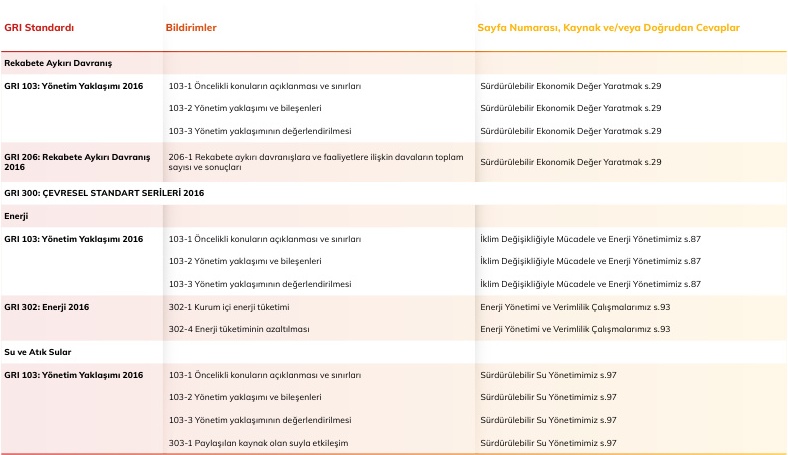 GRI Standardı Bildirimler Sayfa Numarası, Kaynak ve/veya Doğrudan Cevaplar
Rekabete Aykırı Davranış
GRI 103: Yönetim Yaklaşımı 2016 103-1 Öncelikli konuların açıklanması ve sınırları Sürdürülebilir Ekonomik Değer Yaratmak s.29
103-2 Yönetim yaklaşımı ve bileşenleri Sürdürülebilir Ekonomik Değer Yaratmak s.29
103-3 Yönetim yaklaşımının değerlendirilmesi Sürdürülebilir Ekonomik Değer Yaratmak s.29
GRI 206: Rekabete Aykırı Davranış
2016
206-1 Rekabete aykırı davranışlara ve faaliyetlere ilişkin davaların toplam
sayısı ve sonuçları
Sürdürülebilir Ekonomik Değer Yaratmak s.29
GRI 300: ÇEVRESEL STANDART SERİLERİ 2016
Enerji
GRI 103: Yönetim Yaklaşımı 2016 103-1 Öncelikli konuların açıklanması ve sınırları İklim Değişikliğiyle Mücadele ve Enerji Yönetimimiz s.87
103-2 Yönetim yaklaşımı ve bileşenleri İklim Değişikliğiyle Mücadele ve Enerji Yönetimimiz s.87
103-3 Yönetim yaklaşımının değerlendirilmesi İklim Değişikliğiyle Mücadele ve Enerji Yönetimimiz s.87
GRI 302: Enerji 2016 302-1 Kurum içi enerji tüketimi Enerji Yönetimi ve Verimlilik Çalışmalarımız s.93
302-4 Enerji tüketiminin azaltılması Enerji Yönetimi ve Verimlilik Çalışmalarımız s.93
Su ve Atık Sular
GRI 103: Yönetim Yaklaşımı 2016 103-1 Öncelikli konuların açıklanması ve sınırları Sürdürülebilir Su Yönetimimiz s.97
103-2 Yönetim yaklaşımı ve bileşenleri Sürdürülebilir Su Yönetimimiz s.97
103-3 Yönetim yaklaşımının değerlendirilmesi Sürdürülebilir Su Yönetimimiz s.97
303-1 Paylaşılan kaynak olan suyla etkileşim Sürdürülebilir Su Yönetimimiz s.97